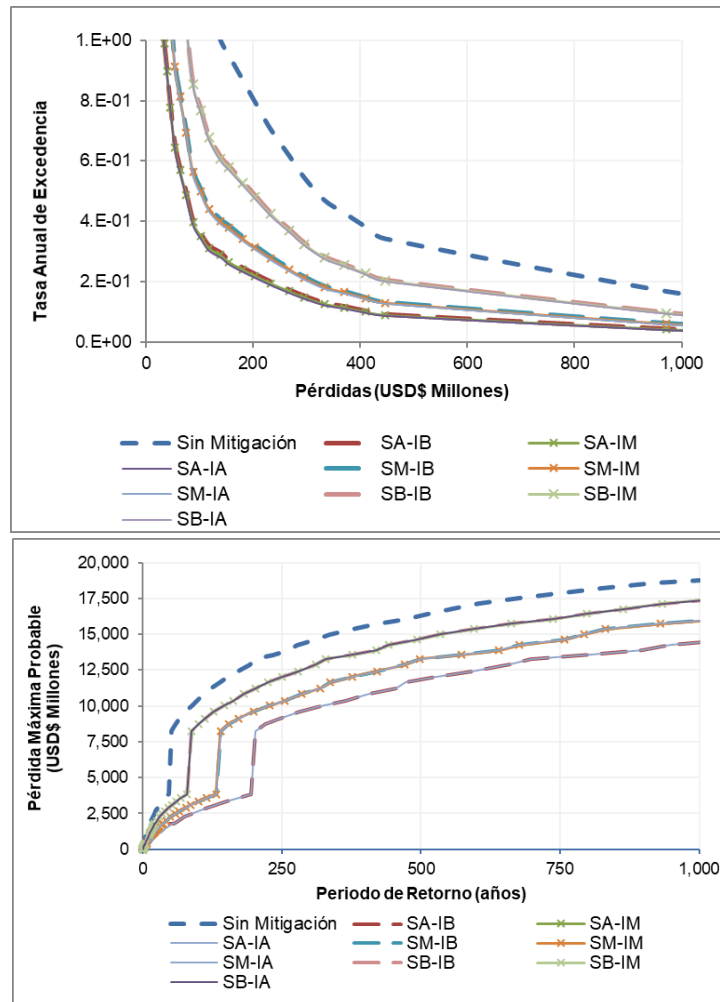 1.E+00
8.E-01
6.E-01
4.E-01
2.E-01
0.E+00
Tasa Anual de Excedencia
0 200 400 600 800 1,000
Pérdidas (USD$ Millones)
Sin Mitigación SA-IB SA-IM
SA-IA SM-IB SM-IM
SM-IA SB-IB SB-IM
SB-IA
20,000
17,500
15,000
12,500
10,000
7,500
5,000
2,500
0
Pérdida Máxima Probable
(USD$ Millones)
0 250 500 750 1,000
Periodo de Retorno (años)
Sin Mitigación SA-IB SA-IM
SA-IA SM-IB SM-IM
SM-IA SB-IB SB-IM
SB-IA